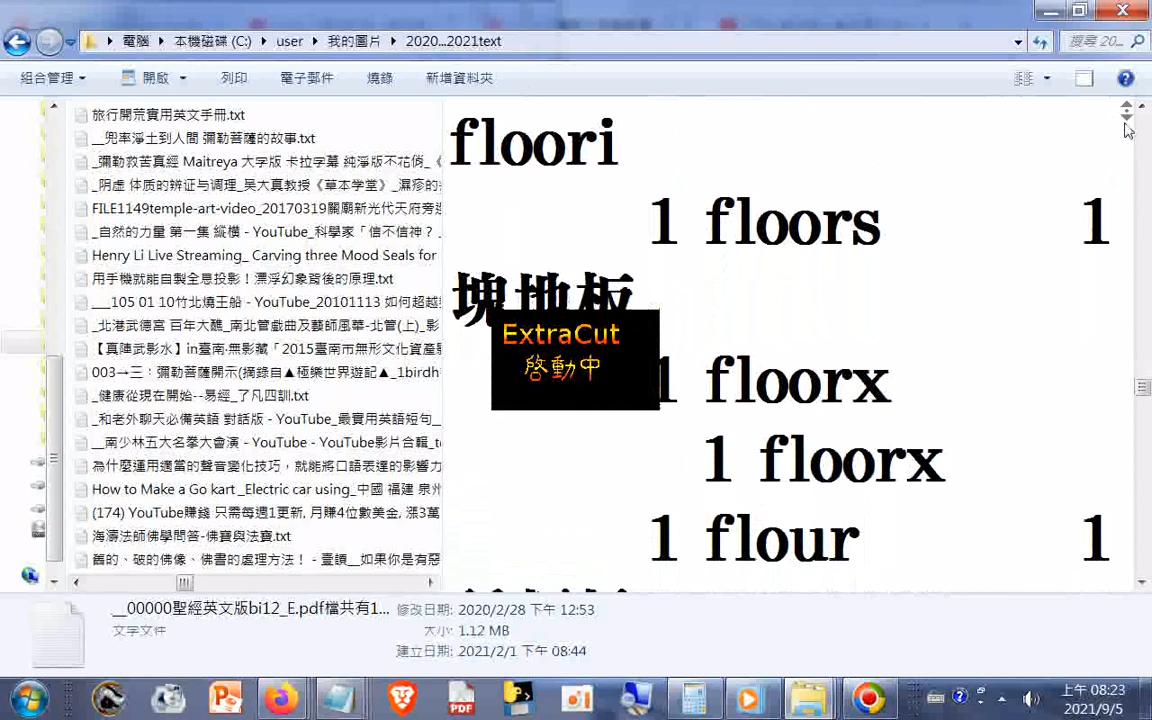 電腦 ▸ 本機磁碟 (C:) ▸ user ▸ 我的圖片 ▸ 2020...2021text
搜尋 20...
組合管理
開啟
列印
電子郵件
燒錄
新增資料夾
旅行開荒實用英文手冊.txt
__兜率淨土到人間 彌勒菩薩的故事.txt
_彌勒救苦真經 Maitreya 大字版 卡拉字幕 純淨版不花俏_《
_阴虚 体质的辨证与调理_吴大真教授《草本学堂》_濕疹的
FILE1149temple-art-video_20170319關廟新光代天府旁
_自然的力量 第一集 縱橫 - YouTube_科學家「信不信神？
Henry Li Live Streaming_ Carving three Mood Seals for
用手機就能自製全息投影！漂浮幻象背後的原理.txt
___105 01 10竹北燒王船 - YouTube_20101113 如何超越
_北港武德宮 百年大醮_南北管戲曲及藝師風華-北管(上)_影
【真陣武影水】in臺南·無影藏「2015臺南市無形文化資產
003→三：彌勒菩薩開示(摘錄自▲極樂世界遊記▲_1birdh
_健康從現在開始--易經_了凡四訓.txt
_和老外聊天必備英語 對話版 - YouTube_最實用英語短句
__南少林五大名拳大會演 - YouTube - YouTube影片合輯_t
為什麼運用適當的聲音變化技巧，就能將口語表達的影響力
How to Make a Go kart _Electric car using_中國 福建 泉州
(174) YouTube賺錢 只需每週1更新, 月賺4位數美金, 漲3萬
海濤法師佛學問答-佛寶與法寶.txt
舊的、破的佛像、佛書的處理方法！ - 壹讀__如果你是有惡
floori
1 floors 1
塊地板
1 floorx
1 floorx
1 flour 1
ExtraCut
啓動中
__00000聖經英文版bi12_E.pdf檔共有1...
文字文件
修改日期: 2020/2/28 下午 12:53
大小: 1.12 MB
建立日期: 2021/2/1 下午 08:44
PDF
上午 08:23
2021/9/5